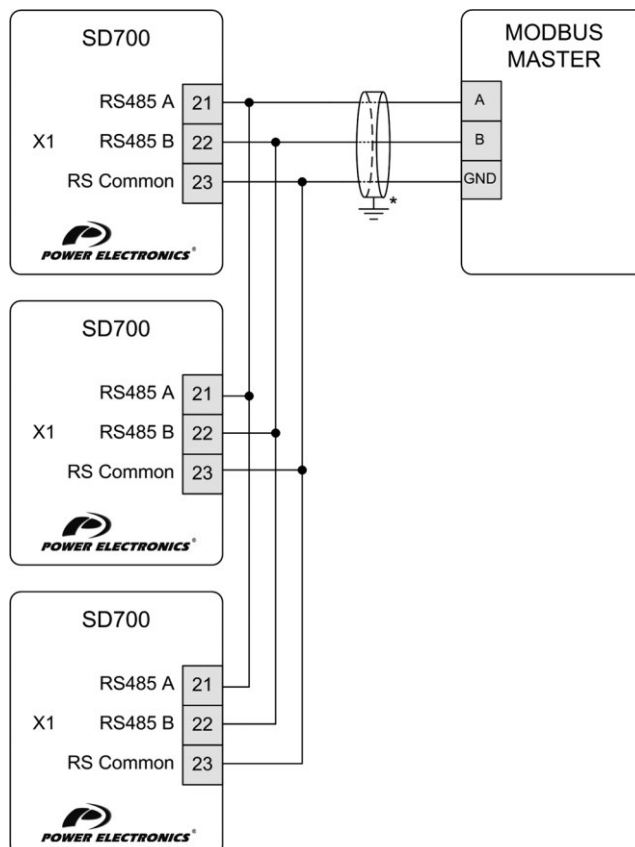 SD700
RS485 A 21
X1 RS485 B 22
RS Common 23
POWER ELECTRONICS®
MODBUS
MASTER
A
B
GND
*
SD700
RS485 A 21
X1 RS485 B 22
RS Common 23
POWER ELECTRONICS®
SD700
RS485 A 21
X1 RS485 B 22
RS Common 23
POWER ELECTRONICS®